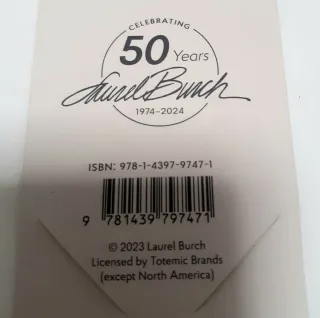 CELEBRATING
50 Years
Laurel Burch
1974-2024
ISBN: 978-1-4397-9747-1
9 781439 797471
© 2023 Laurel Burch
Licensed by Totemic Brands
(except North America)